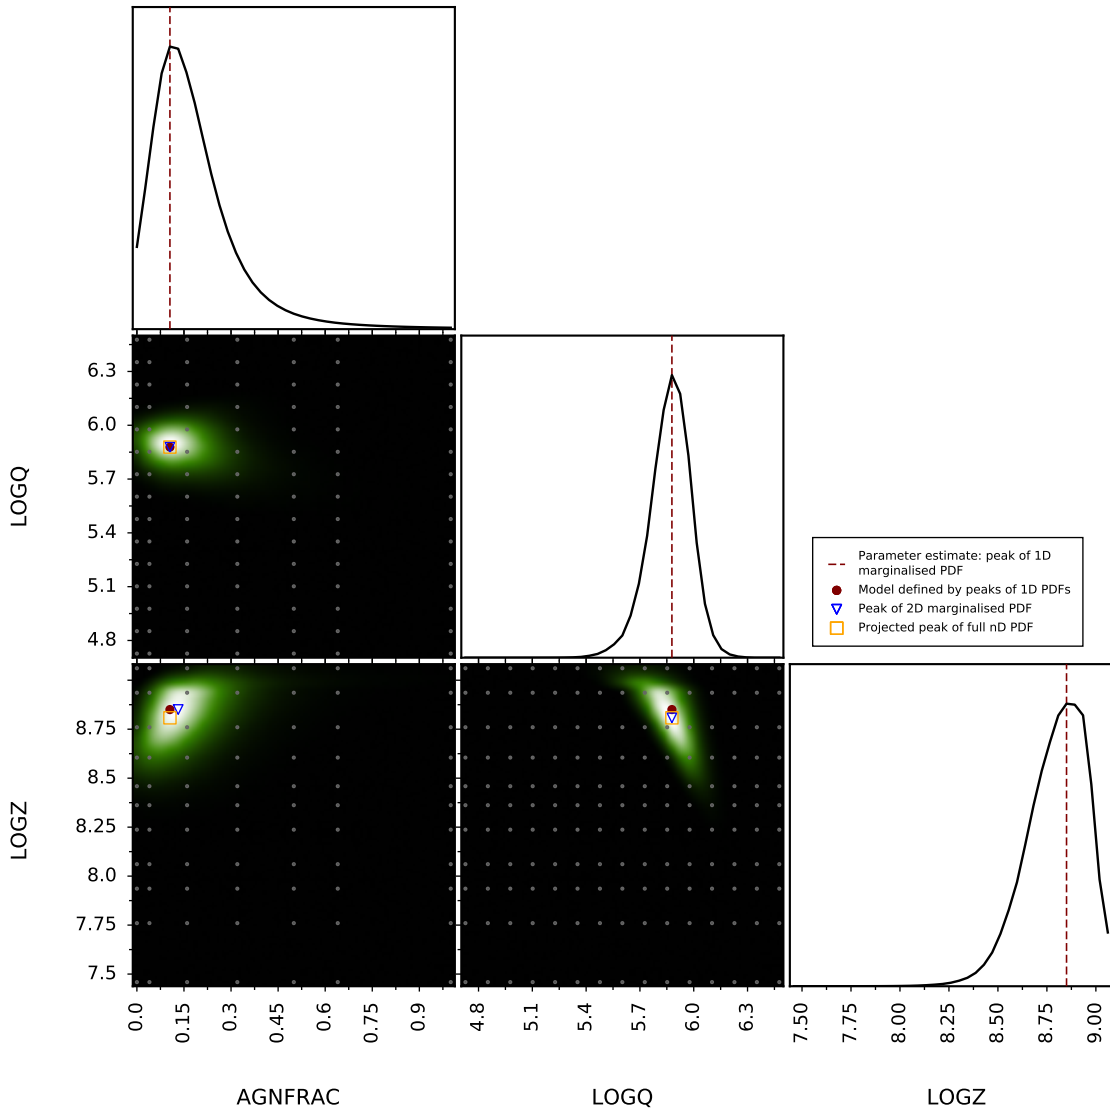 6.3
6.0
5.7
5.4
5.1
4.8
LOGQ
Parameter estimate: peak of 1D
marginalised PDF
Model defined by peaks of 1D PDFs
Peak of 2D marginalised PDF
Projected peak of full nD PDF
8.75
8.5
8.25
8.0
7.75
7.5
LOGZ
0.0 0.15 0.3 0.45 0.6 0.75 0.9
4.8 5.1 5.4 5.7 6.0 6.3
7.50 7.75 8.00 8.25 8.50 8.75 9.00
AGNFRAC LOGQ LOGZ